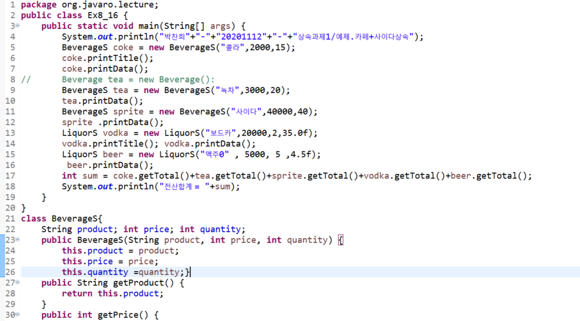 1 package org.javaro.lecture;
2 public class Ex8_16 {
3 public static void main(String[] args) {
4 System.out.println("박찬희"+"-"+"20201112"+"-"+"상속과제1/예제.카페+사이다상속");
5 BeverageS coke = new BeverageS("콜라",2000,15);
6 coke.printTitle();
7 coke.printData();
8 // Beverage tea = new Beverage():
9 BeverageS tea = new BeverageS("녹차",3000,20);
10 tea.printData();
11 BeverageS sprite = new BeverageS("사이다",40000,40);
12 sprite .printData();
13 LiquorS vodka = new LiquorS("보드카",20000,2,35.0f);
14 vodka.printTitle(); vodka.printData();
15 LiquorS beer = new LiquorS("맥주0" , 5000, 5 ,4.5f);
16 beer.printData();
17 int sum = coke.getTotal()+tea.getTotal()+sprite.getTotal()+vodka.getTotal()+beer.getTotal();
18 System.out.println("전산합계 = "+sum);
19 }
20 }
21 class BeverageS{
22 String product; int price; int quantity;
23 public BeverageS(String product, int price, int quantity) {
24 this.product = product;
25 this.price = price;
26 this.quantity =quantity;}
27 public String getProduct() {
28 return this.product;
29 }
30 public int getPrice() {